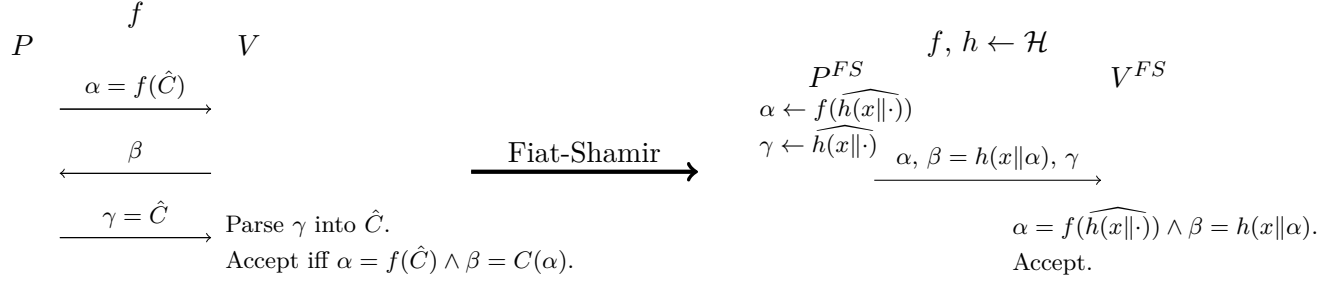 f
P V
α = f(Ĉ)
β
γ = Ĉ
Parse γ into Ĉ.
Accept iff α = f(Ĉ) ∧ β = C(α).
Fiat-Shamir
f, h ← ℋ
P^{FS} V^{FS}
α ← f(\widehat{h(x‖·)})
γ ← \widehat{h(x‖·)}
α, β = h(x‖α), γ
α = f(\widehat{h(x‖·)}) ∧ β = h(x‖α).
Accept.